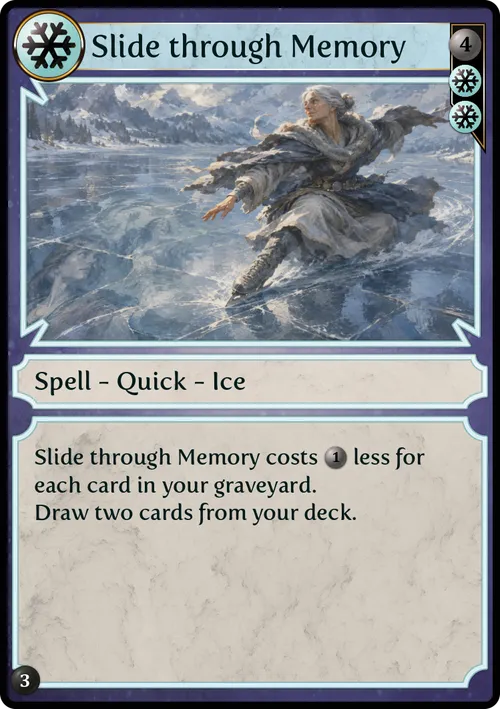 Slide through Memory
4
Spell - Quick - Ice
Slide through Memory costs 1 less for
each card in your graveyard.
Draw two cards from your deck.
3